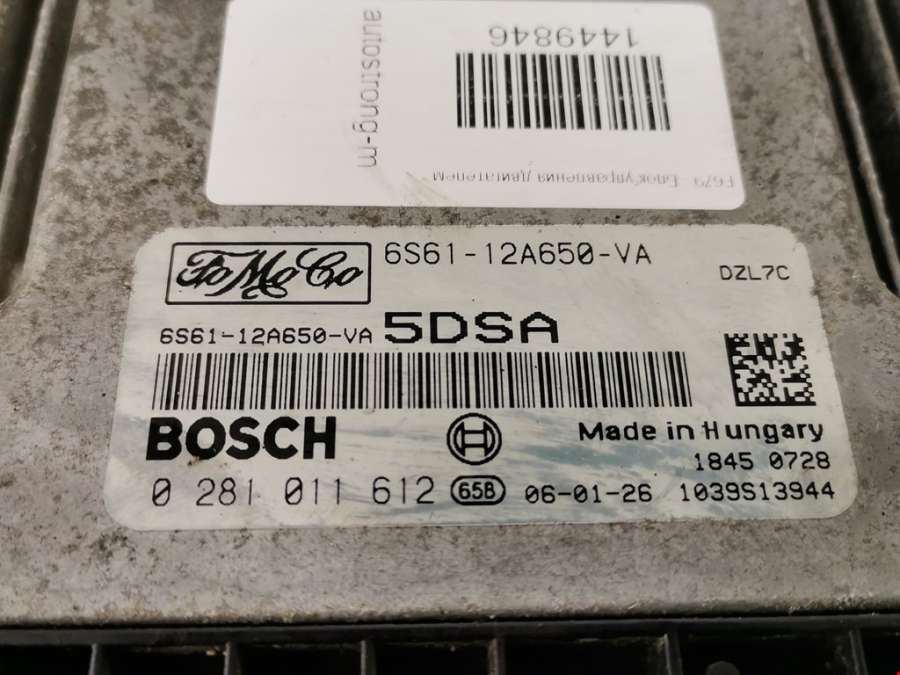 1449846
autostrong-m
F679 Блок управления двигателем
FoMoCo
6S61-12A650-VA
DZL7C
6S61-12A650-VA 5DSA
BOSCH
Made in Hungary
1845 0728
0 281 011 612 65B 06-01-26 1039S13944